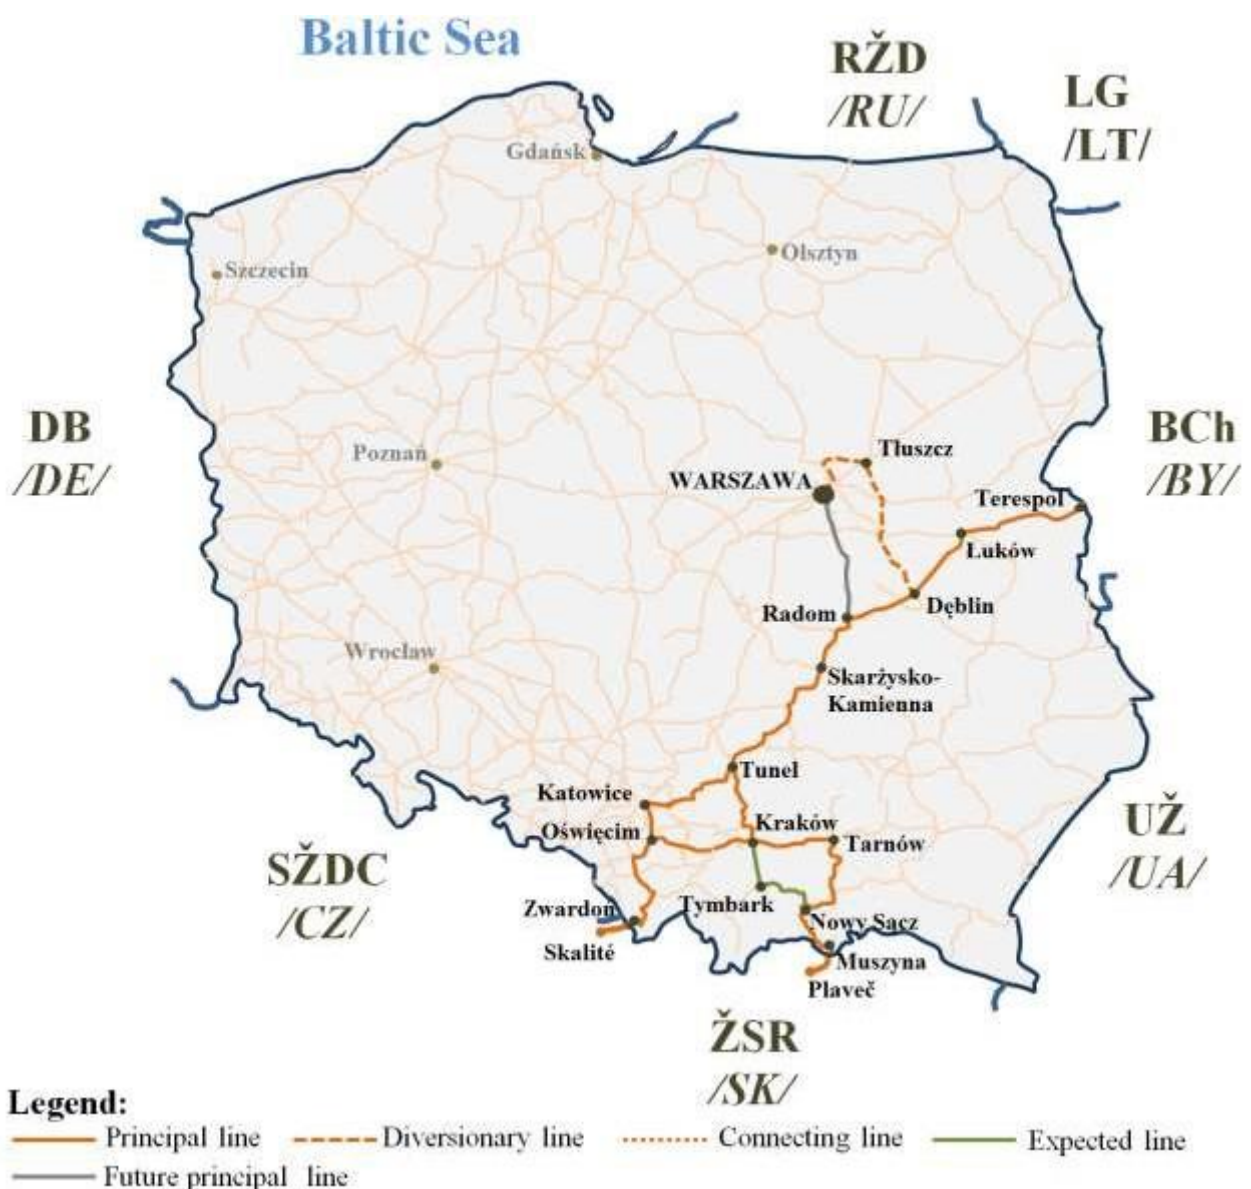 Baltic Sea
RŽD
/RU/
LG
/LT/
Gdańsk
Olsztyn
Szczecin
DB
/DE/
BCh
/BY/
Poznań
Tłuszcz
WARSZAWA
Terespol
Łuków
Dęblin
Radom
Wrocław
Skarżysko-
Kamienna
Tunel
Katowice
Kraków
Oświęcim
Tarnów
UŽ
/UA/
SŽDC
/CZ/
Tymbark
Zwardoń
Nowy Sącz
Skalité
Muszyna
Plaveč
ŽSR
/SK/
Legend:
Principal line
Diversionary line
Connecting line
Expected line
Future principal line